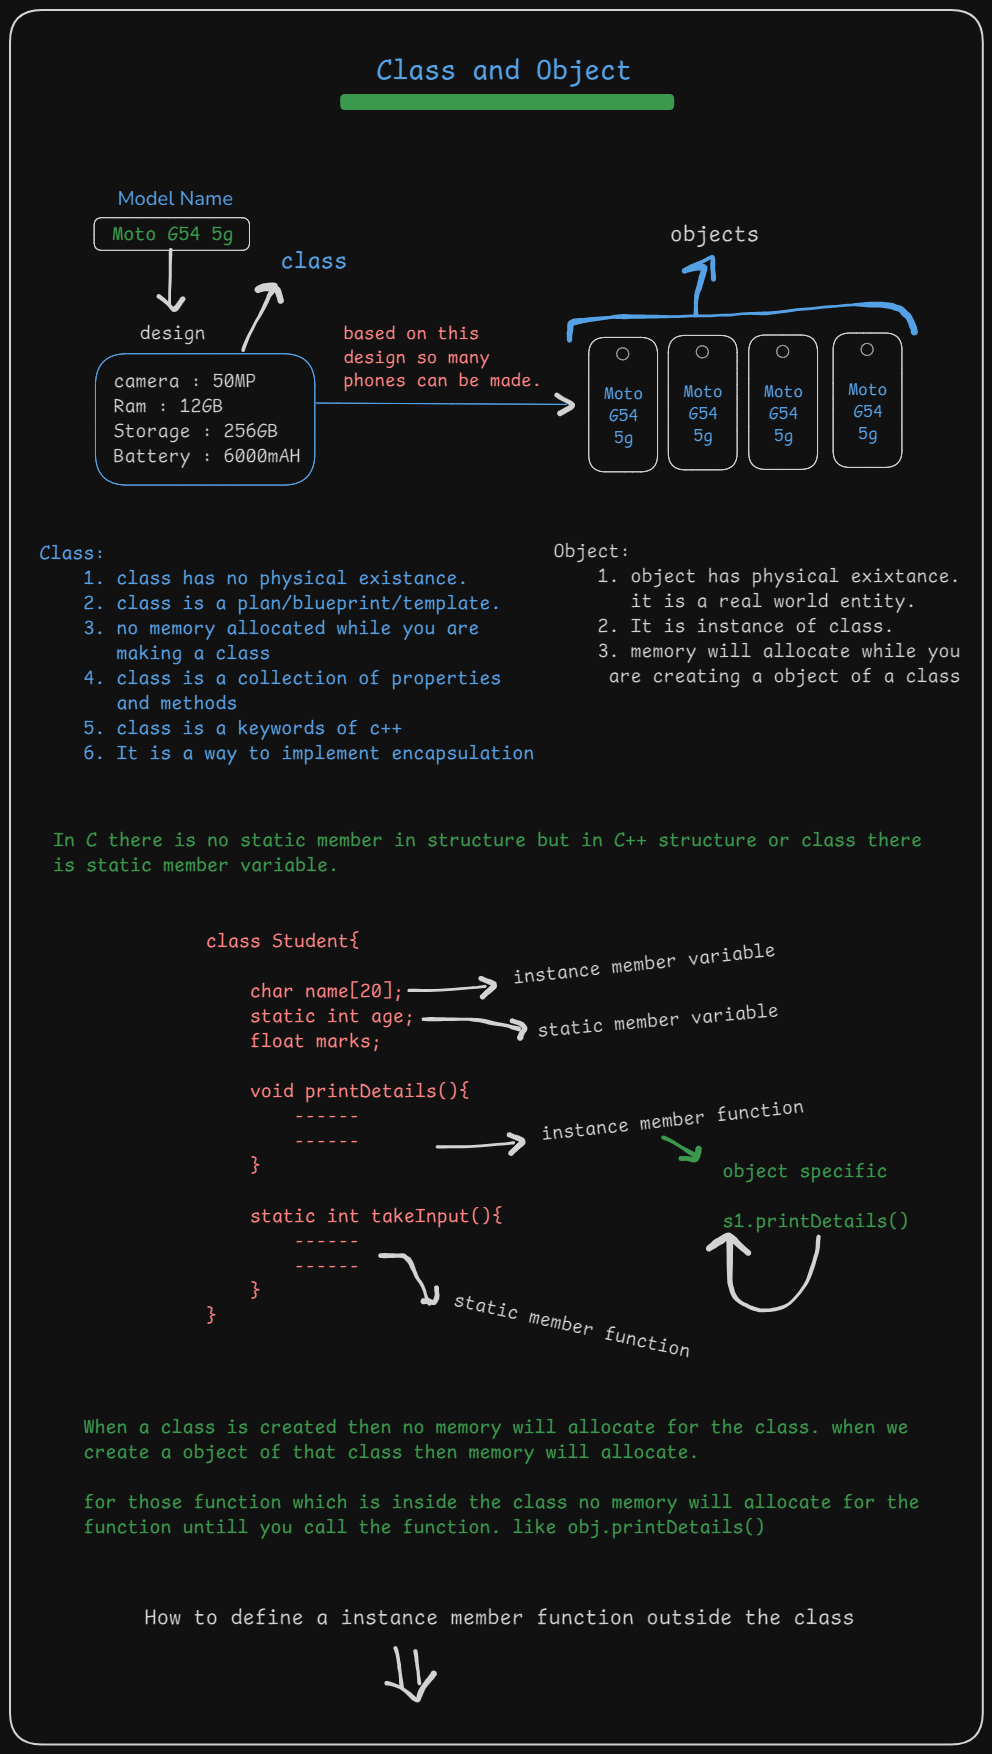 Class and Object
Model Name
Moto G54 5g
class
design
camera : 50MP
Ram : 12GB
Storage : 256GB
Battery : 6000mAH
based on this
design so many
phones can be made.
objects
Moto
G54
5g
Moto
G54
5g
Moto
G54
5g
Moto
G54
5g
Class:
1. class has no physical existance.
2. class is a plan/blueprint/template.
3. no memory allocated while you are
making a class
4. class is a collection of properties
and methods
5. class is a keywords of c++
6. It is a way to implement encapsulation
Object:
1. object has physical exixtance.
it is a real world entity.
2. It is instance of class.
3. memory will allocate while you
are creating a object of a class
In C there is no static member in structure but in C++ structure or class there
is static member variable.
class Student{
char name[20];
instance member variable
static int age;
static member variable
float marks;
void printDetails(){
------
------
instance member function
}
object specific
s1.printDetails()
static int takeInput(){
------
------
}
static member function
}
When a class is created then no memory will allocate for the class. when we
create a object of that class then memory will allocate.
for those function which is inside the class no memory will allocate for the
function untill you call the function. like obj.printDetails()
How to define a instance member function outside the class